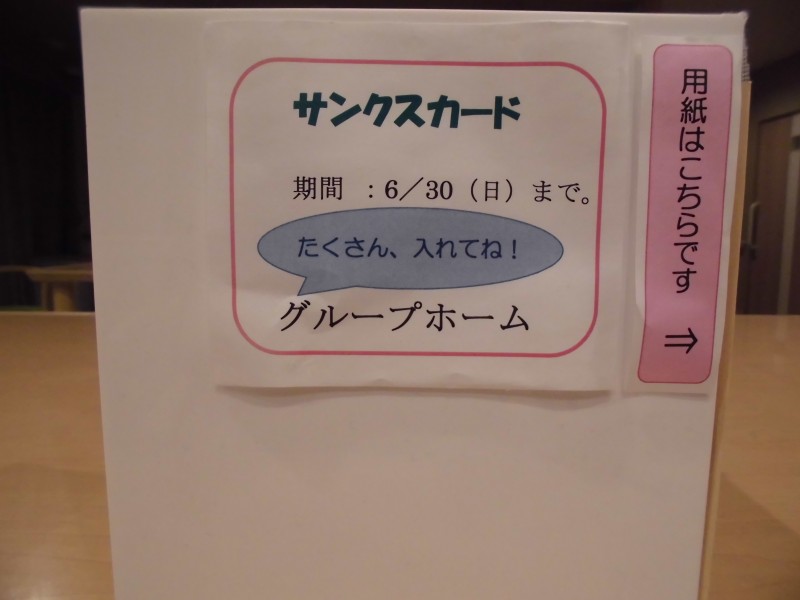 サンクスカード
期間 :6/30(日)まで。
たくさん、入れてね!
グループホーム
用紙はこちらです ⇒